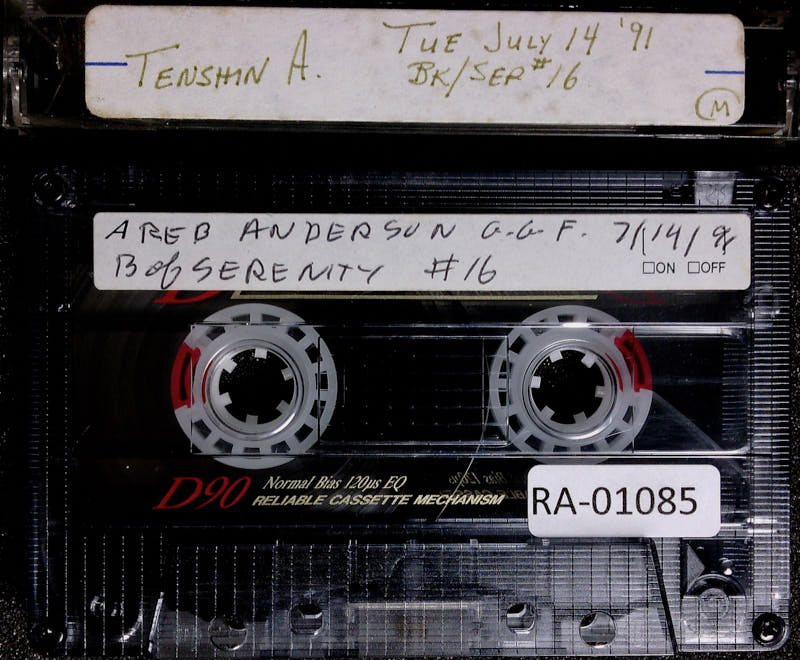 TENSHIN A. TUE JULY 14 '91
BK/SER #16
M
AREB ANDERSON G.G.F. 7/14/91
B of SERENITY #16
ON OFF
D90 Normal Bias 120µs EQ
RELIABLE CASSETTE MECHANISM
RA-01085